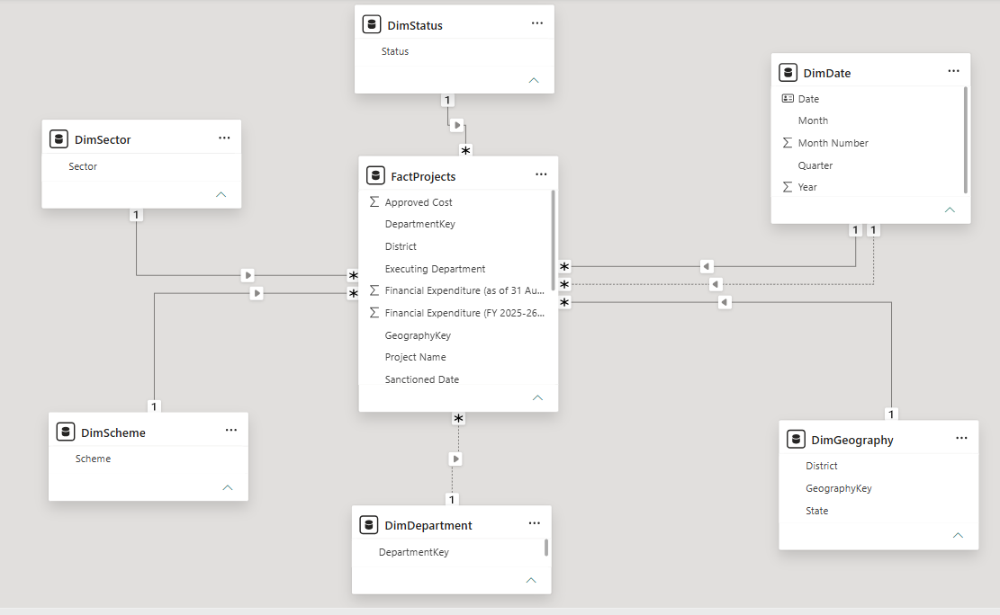 DimStatus
Status
DimDate
Date
Month
Month Number
Quarter
Year
DimSector
Sector
FactProjects
Approved Cost
DepartmentKey
District
Executing Department
Financial Expenditure (as of 31 Au...
Financial Expenditure (FY 2025-26...
GeographyKey
Project Name
Sanctioned Date
1
*
1
*
*
1
1
*
*
*
1
1
DimScheme
Scheme
DimGeography
District
GeographyKey
State
*
1
DimDepartment
DepartmentKey